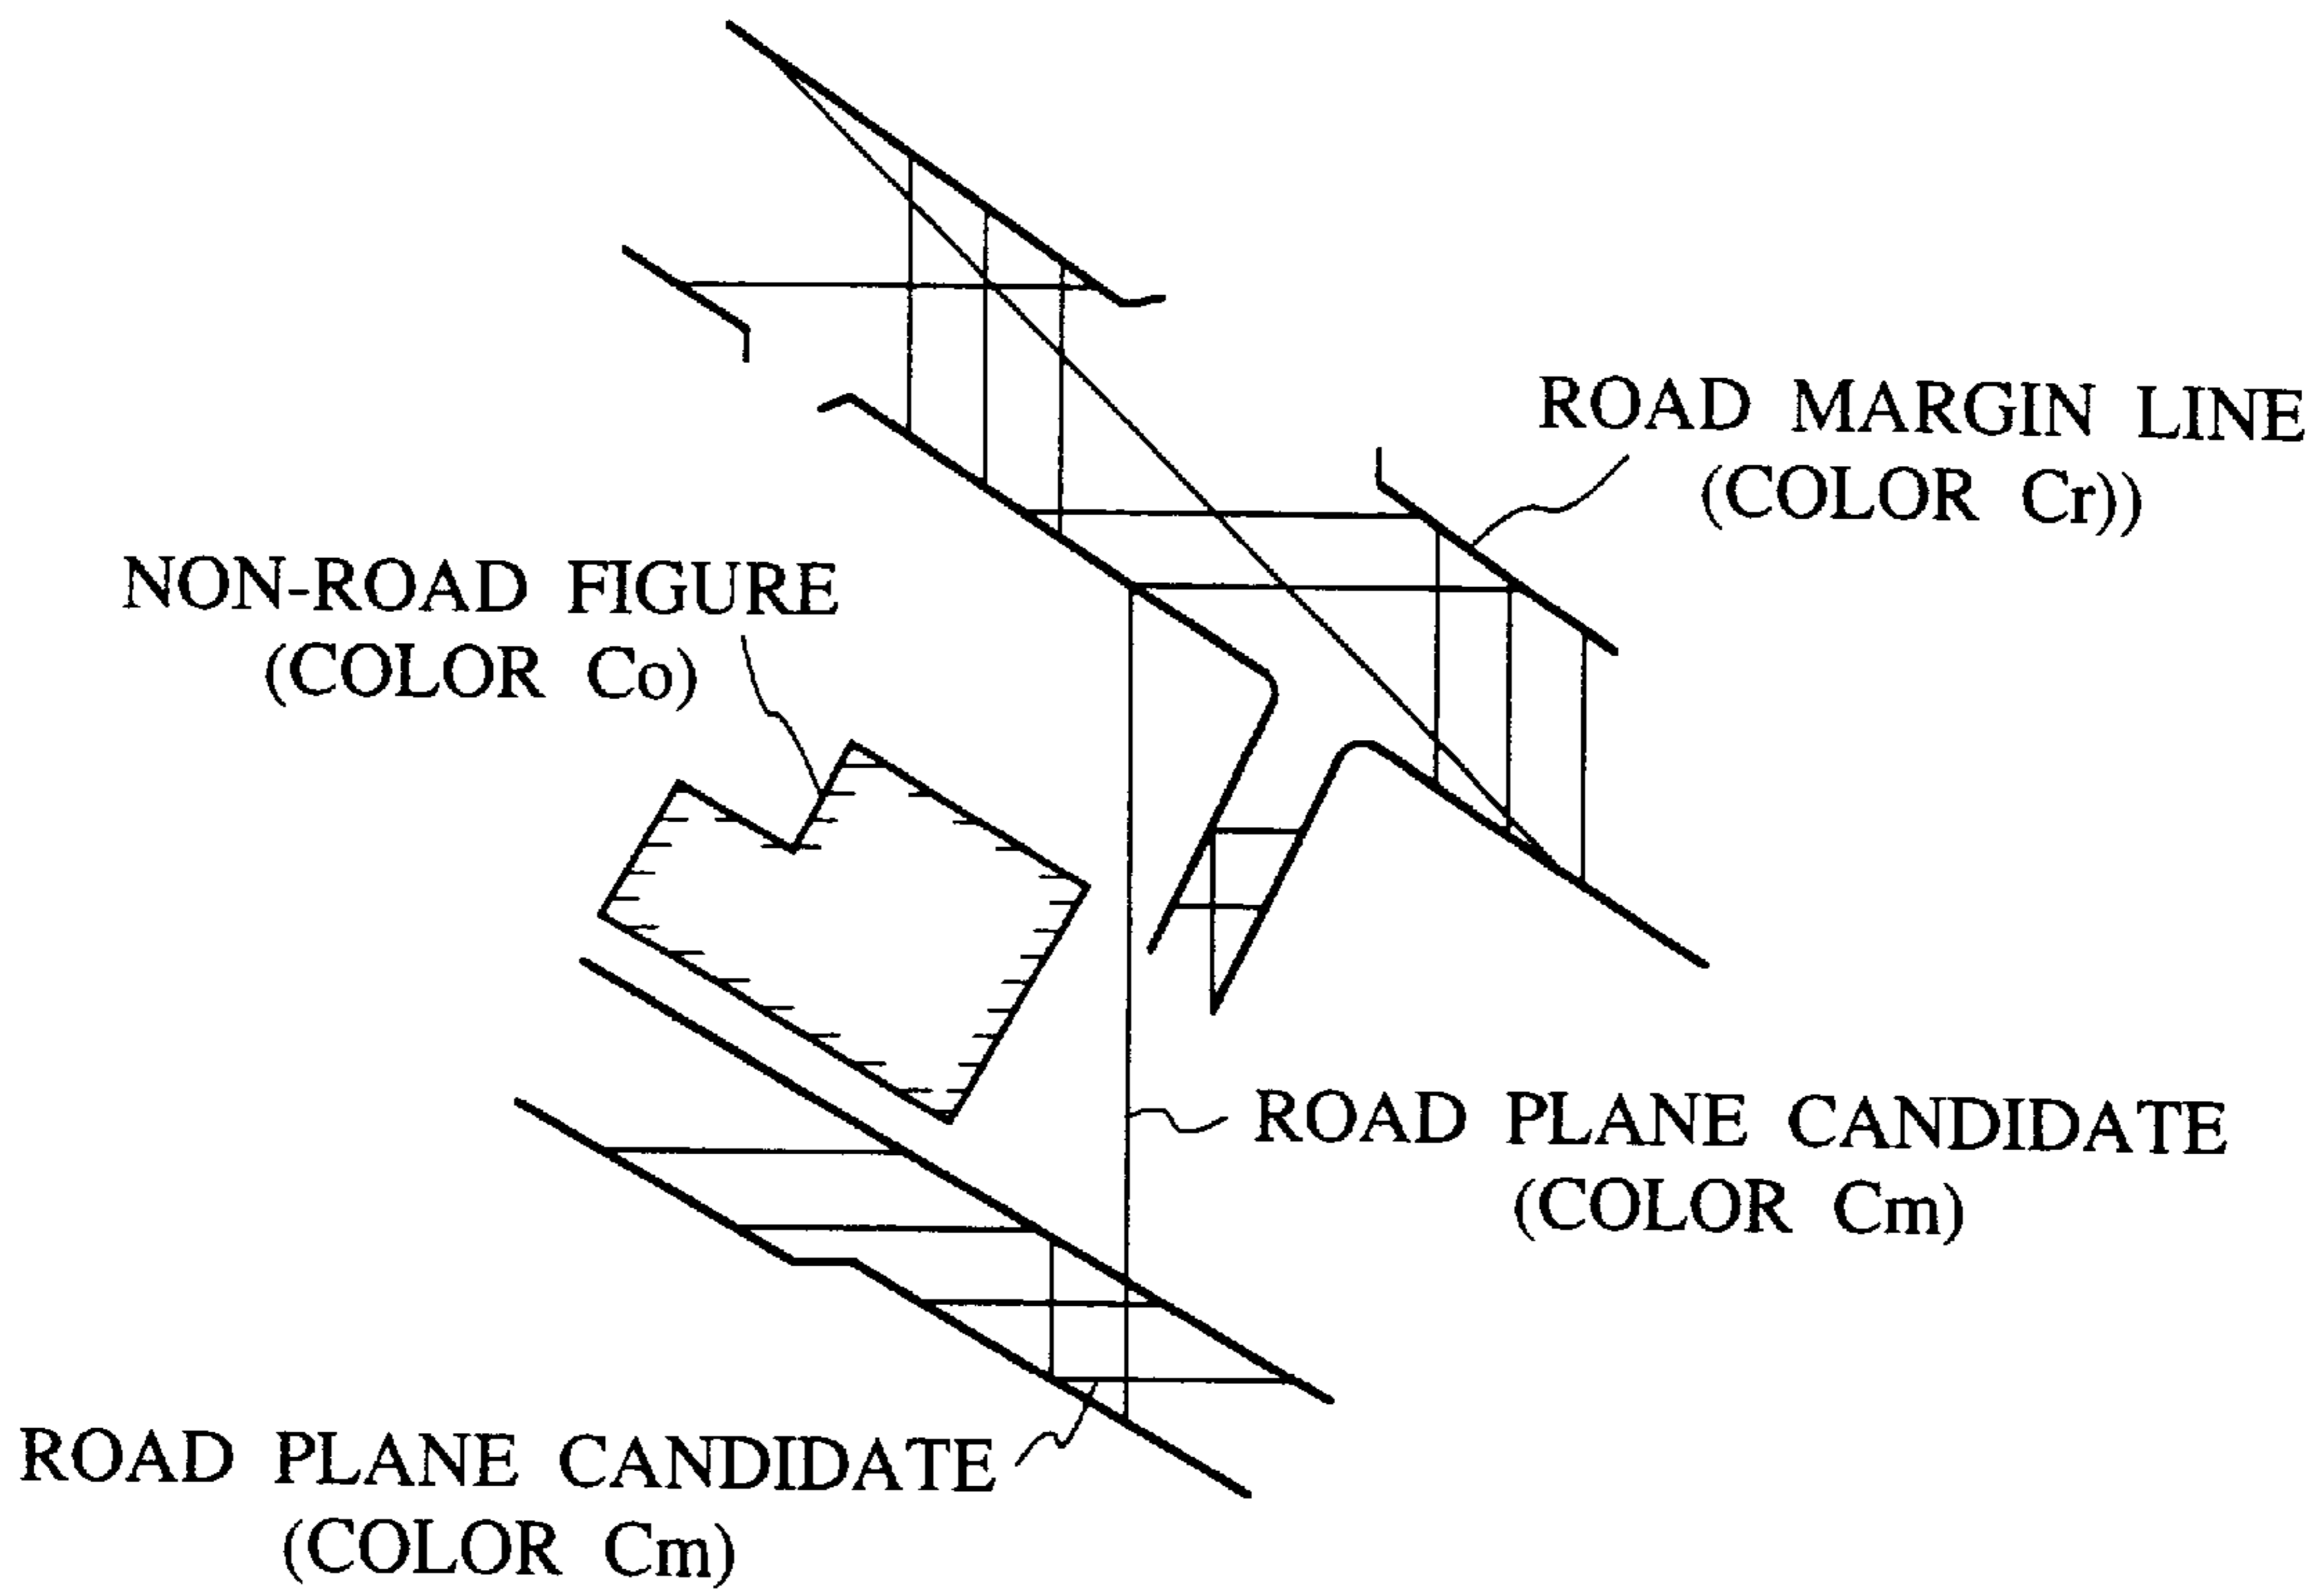 ROAD MARGIN LINE
(COLOR Cr))
NON-ROAD FIGURE
(COLOR Co)
ROAD PLANE CANDIDATE
(COLOR Cm)
ROAD PLANE CANDIDATE
(COLOR Cm)